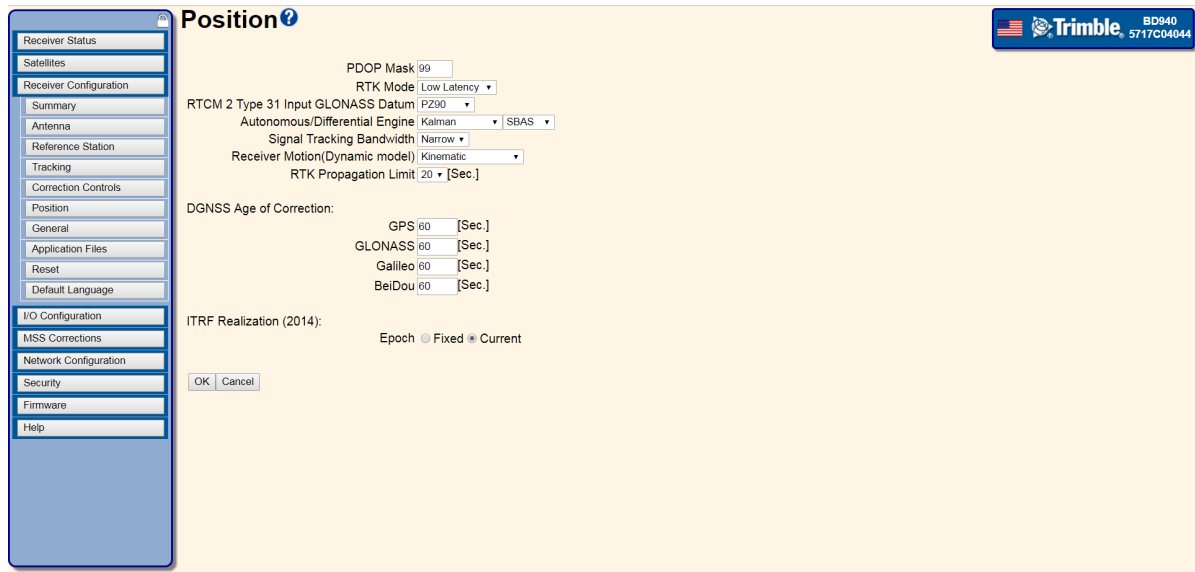 Position?
Trimble® BD940
5717C04044
Receiver Status
Satellites
Receiver Configuration
Summary
Antenna
Reference Station
Tracking
Correction Controls
Position
General
Application Files
Reset
Default Language
I/O Configuration
MSS Corrections
Network Configuration
Security
Firmware
Help
PDOP Mask 99
RTK Mode Low Latency
RTCM 2 Type 31 Input GLONASS Datum PZ90
Autonomous/Differential Engine Kalman SBAS
Signal Tracking Bandwidth Narrow
Receiver Motion(Dynamic model) Kinematic
RTK Propagation Limit 20 [Sec.]
DGNSS Age of Correction:
GPS 60 [Sec.]
GLONASS 60 [Sec.]
Galileo 60 [Sec.]
BeiDou 60 [Sec.]
ITRF Realization (2014):
Epoch Fixed Current
OK Cancel